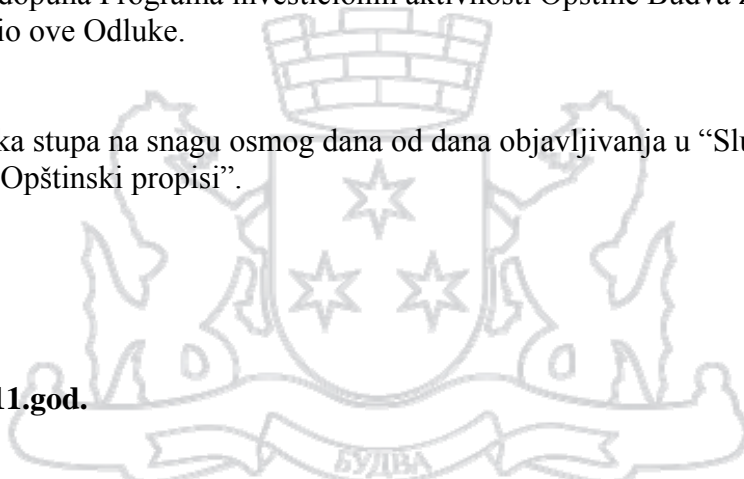 dopuna Programa investicionih aktivnosti Opštine Budva
io ove Odluke.
ka stupa na snagu osmog dana od dana objavljivanja u “Slu
Opštinski propisi”.
11.god.
БУДВА